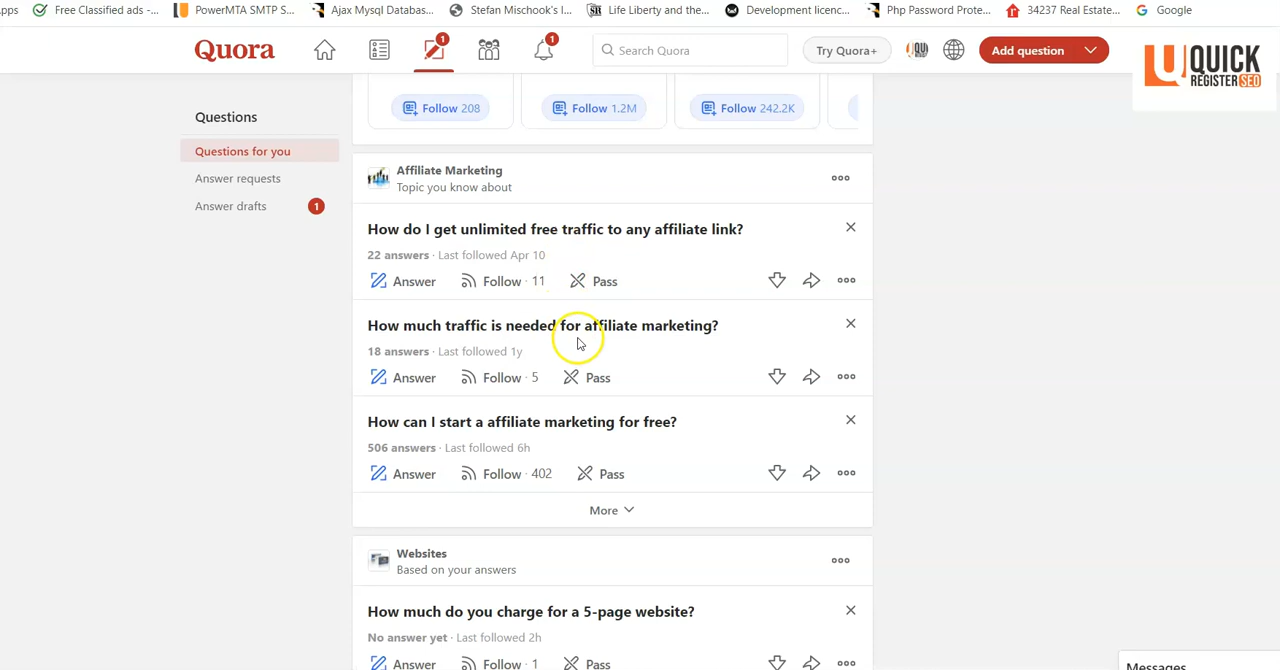 pps Free Classified ads -... PowerMTA SMTP S... Ajax Mysql Databas... Stefan Mischook's I... Life Liberty and the... Development licenc... Php Password Prote... 34237 Real Estate... Google
Quora 1 1 Search Quora Try Quora+ QU Add question
U QUICK
REGISTER SEO
Follow 208 Follow 1.2M Follow 242.2K
Questions
Questions for you
Answer requests
Answer drafts 1
Affiliate Marketing
Topic you know about
How do I get unlimited free traffic to any affiliate link?
22 answers · Last followed Apr 10
Answer Follow · 11 Pass
How much traffic is needed for affiliate marketing?
18 answers · Last followed 1y
Answer Follow · 5 Pass
How can I start a affiliate marketing for free?
506 answers · Last followed 6h
Answer Follow · 402 Pass
More
Websites
Based on your answers
How much do you charge for a 5-page website?
No answer yet · Last followed 2h
Answer Follow · 1 Pass
Messages